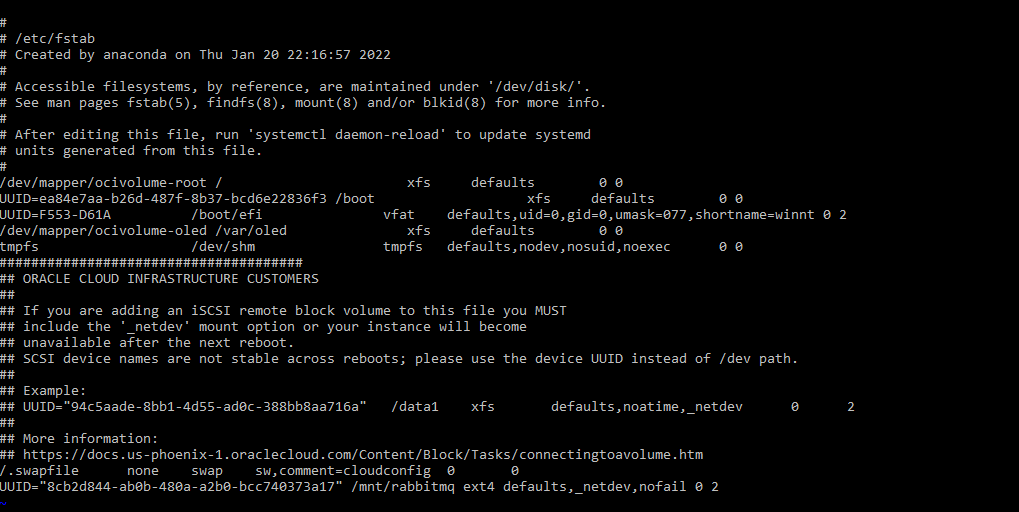 #
# /etc/fstab
# Created by anaconda on Thu Jan 20 22:16:57 2022
#
# Accessible filesystems, by reference, are maintained under '/dev/disk/'.
# See man pages fstab(5), findfs(8), mount(8) and/or blkid(8) for more info.
#
# After editing this file, run 'systemctl daemon-reload' to update systemd
# units generated from this file.
#
/dev/mapper/ocivolume-root /                       xfs     defaults        0 0
UUID=ea84e7aa-b26d-487f-8b37-bcd6e22836f3 /boot                   xfs     defaults        0 0
UUID=F553-D61A          /boot/efi               vfat    defaults,uid=0,gid=0,umask=077,shortname=winnt 0 2
/dev/mapper/ocivolume-oled /var/oled               xfs     defaults        0 0
tmpfs                   /dev/shm                tmpfs   defaults,nodev,nosuid,noexec      0 0
######################################
## ORACLE CLOUD INFRASTRUCTURE CUSTOMERS
##
## If you are adding an iSCSI remote block volume to this file you MUST
## include the '_netdev' mount option or your instance will become
## unavailable after the next reboot.
## SCSI device names are not stable across reboots; please use the device UUID instead of /dev path.
##
## Example:
## UUID="94c5aade-8bb1-4d55-ad0c-388bb8aa716a"   /data1    xfs       defaults,noatime,_netdev      0      2
##
## More information:
## https://docs.us-phoenix-1.oraclecloud.com/Content/Block/Tasks/connectingtoavolume.htm
/.swapfile      none    swap    sw,comment=cloudconfig  0       0
UUID="8cb2d844-ab0b-480a-a2b0-bcc740373a17" /mnt/rabbitmq ext4 defaults,_netdev,nofail 0 2
~